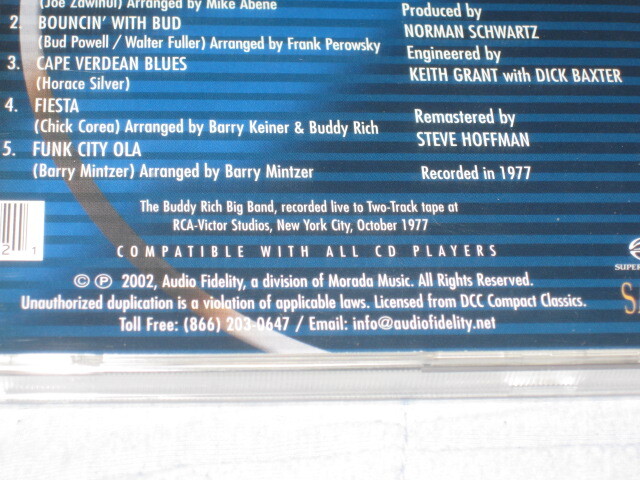 (Joe Zawinul) Arranged by Mike Abene
2. BOUNCIN' WITH BUD
(Bud Powell / Walter Fuller) Arranged by Frank Perowsky
3. CAPE VERDEAN BLUES
(Horace Silver)
4. FIESTA
(Chick Corea) Arranged by Barry Keiner & Buddy Rich
5. FUNK CITY OLA
(Barry Mintzer) Arranged by Barry Mintzer
Produced by
NORMAN SCHWARTZ
Engineered by
KEITH GRANT with DICK BAXTER
Remastered by
STEVE HOFFMAN
Recorded in 1977
The Buddy Rich Big Band, recorded live to Two-Track tape at
RCA-Victor Studios, New York City, October 1977
2 1
COMPATIBLE WITH ALL CD PLAYERS
© ℗ 2002, Audio Fidelity, a division of Morada Music. All Rights Reserved.
Unauthorized duplication is a violation of applicable laws. Licensed from DCC Compact Classics.
Toll Free: (866) 203-0647 / Email: info@audiofidelity.net
SUPER